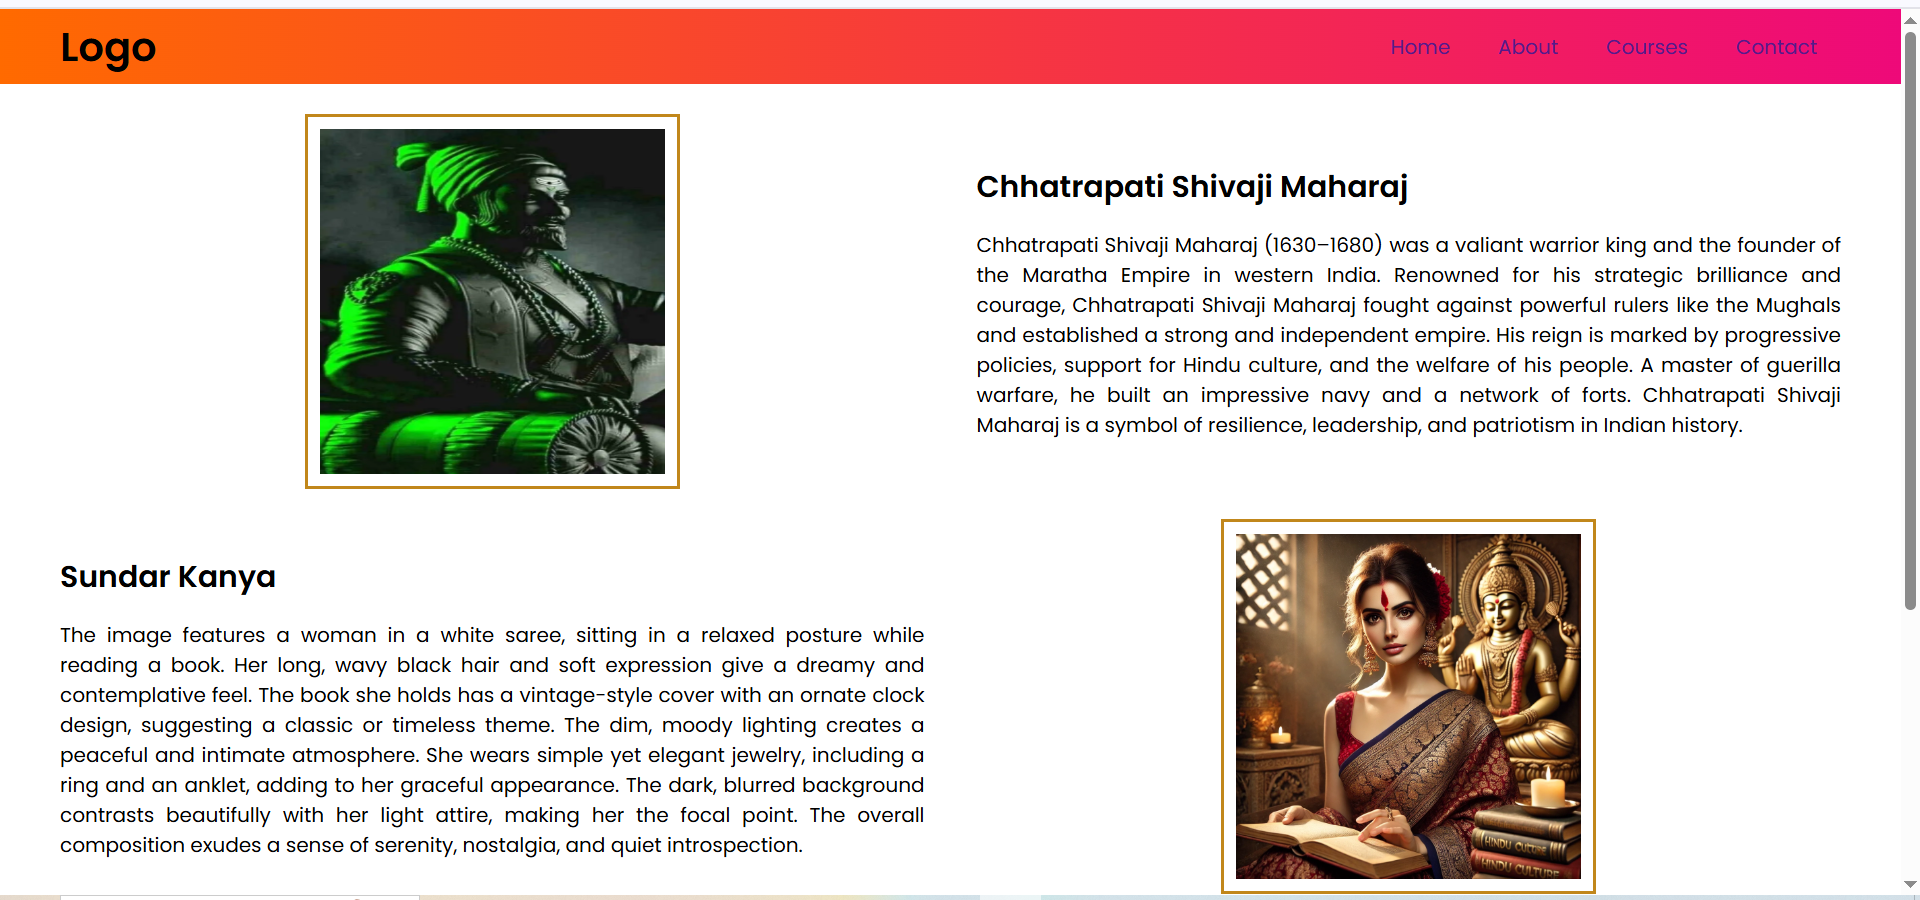 Logo
Home About Courses Contact
Chhatrapati Shivaji Maharaj
Chhatrapati Shivaji Maharaj (1630–1680) was a valiant warrior king and the founder of
the Maratha Empire in western India. Renowned for his strategic brilliance and
courage, Chhatrapati Shivaji Maharaj fought against powerful rulers like the Mughals
and established a strong and independent empire. His reign is marked by progressive
policies, support for Hindu culture, and the welfare of his people. A master of guerilla
warfare, he built an impressive navy and a network of forts. Chhatrapati Shivaji
Maharaj is a symbol of resilience, leadership, and patriotism in Indian history.
Sundar Kanya
The image features a woman in a white saree, sitting in a relaxed posture while
reading a book. Her long, wavy black hair and soft expression give a dreamy and
contemplative feel. The book she holds has a vintage-style cover with an ornate clock
design, suggesting a classic or timeless theme. The dim, moody lighting creates a
peaceful and intimate atmosphere. She wears simple yet elegant jewelry, including a
ring and an anklet, adding to her graceful appearance. The dark, blurred background
contrasts beautifully with her light attire, making her the focal point. The overall
composition exudes a sense of serenity, nostalgia, and quiet introspection.
HINDU CULTURE
HINDU CULTURE